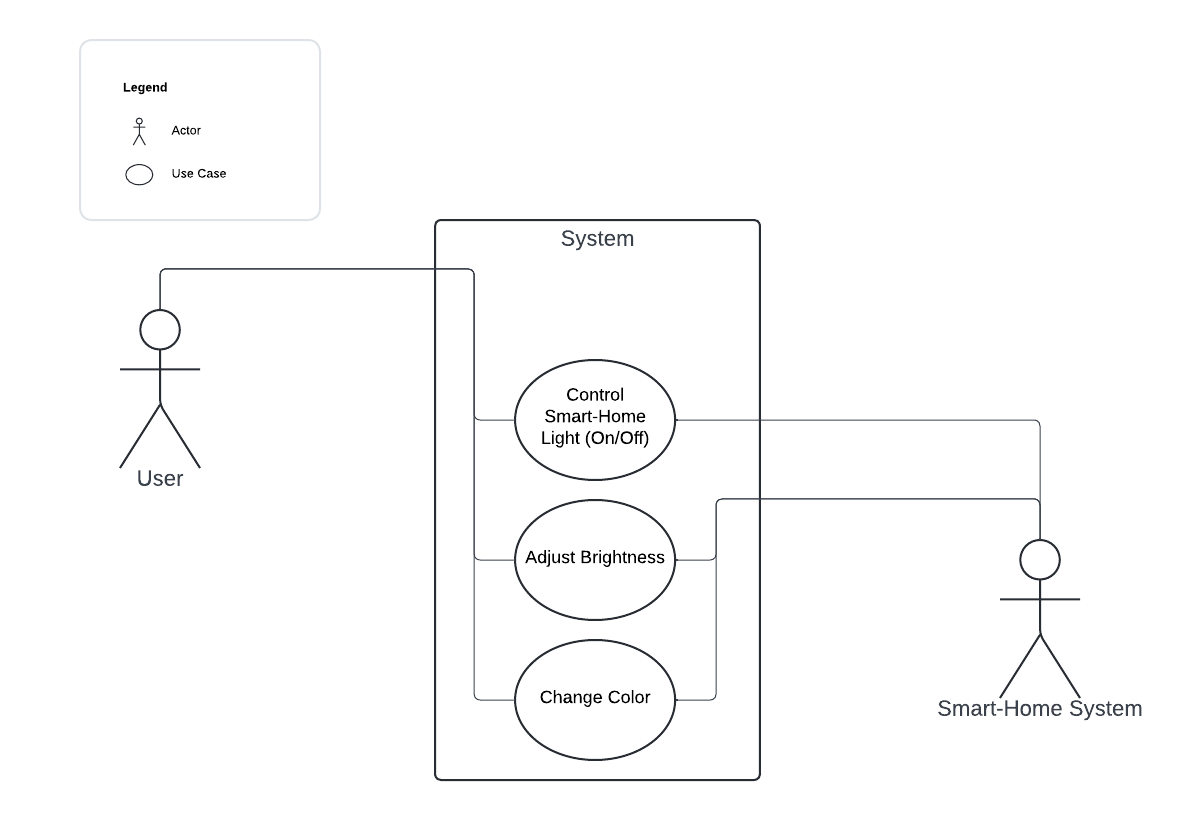 Legend
Actor
Use Case
System
Control
Smart-Home
Light (On/Off)
User
Adjust Brightness
Change Color
Smart-Home System